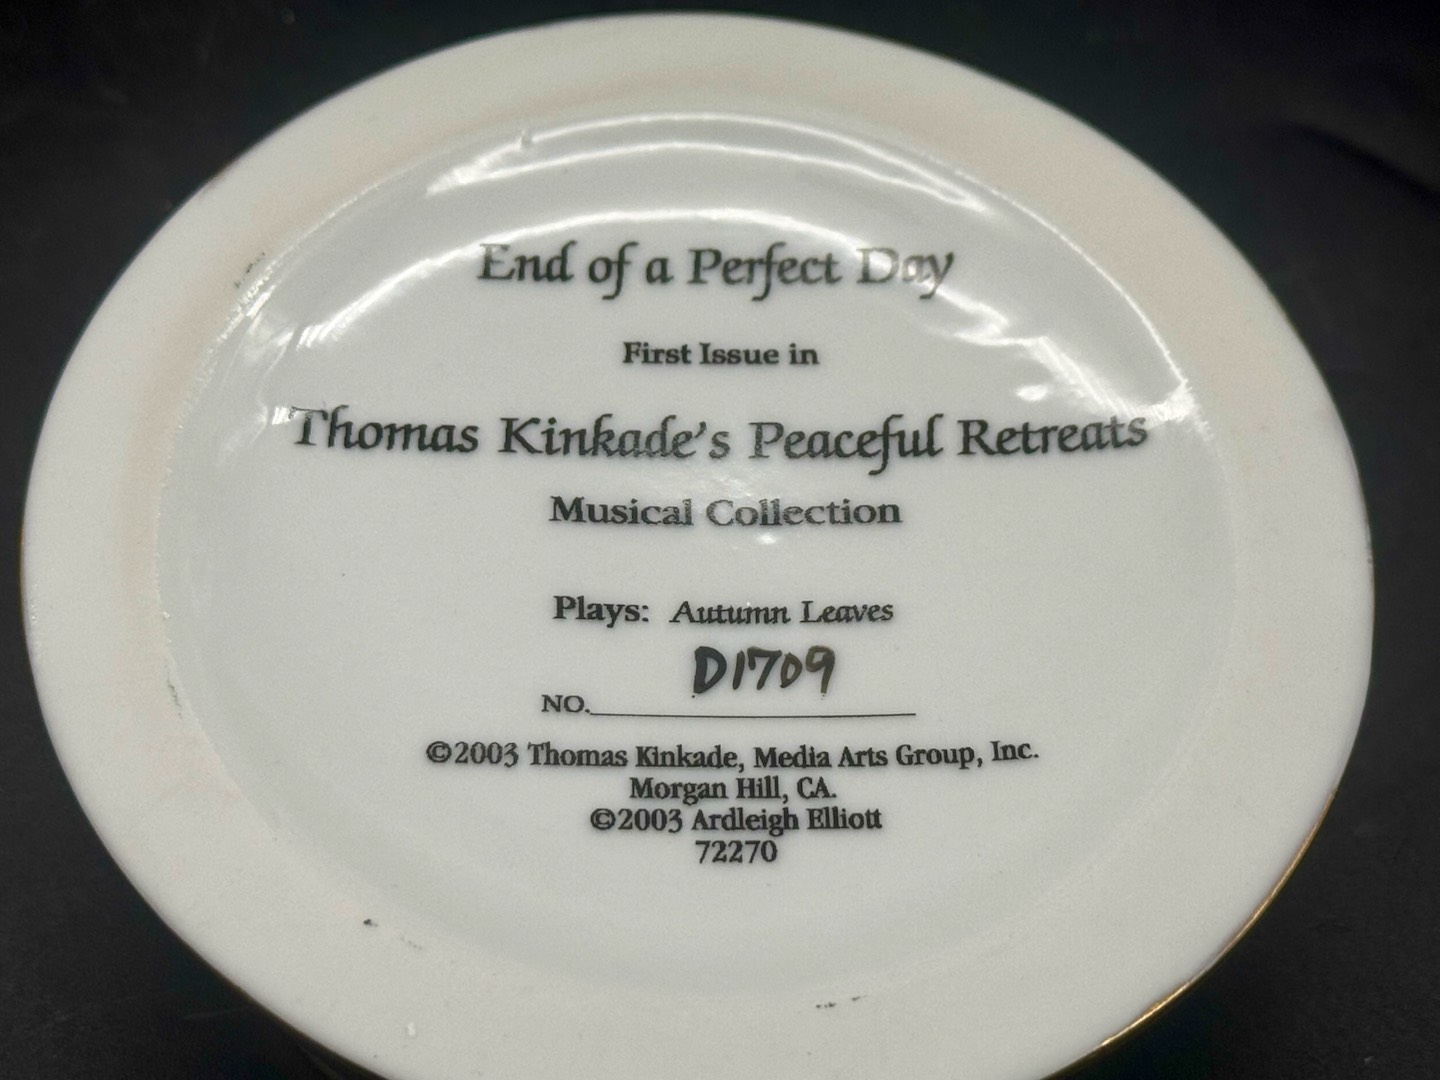 End of a Perfect Day
First Issue in
Thomas Kinkade's Peaceful Retreats
Musical Collection
Plays: Autumn Leaves
NO. D1709
©2003 Thomas Kinkade, Media Arts Group, Inc.
Morgan Hill, CA.
©2003 Ardleigh Elliott
72270